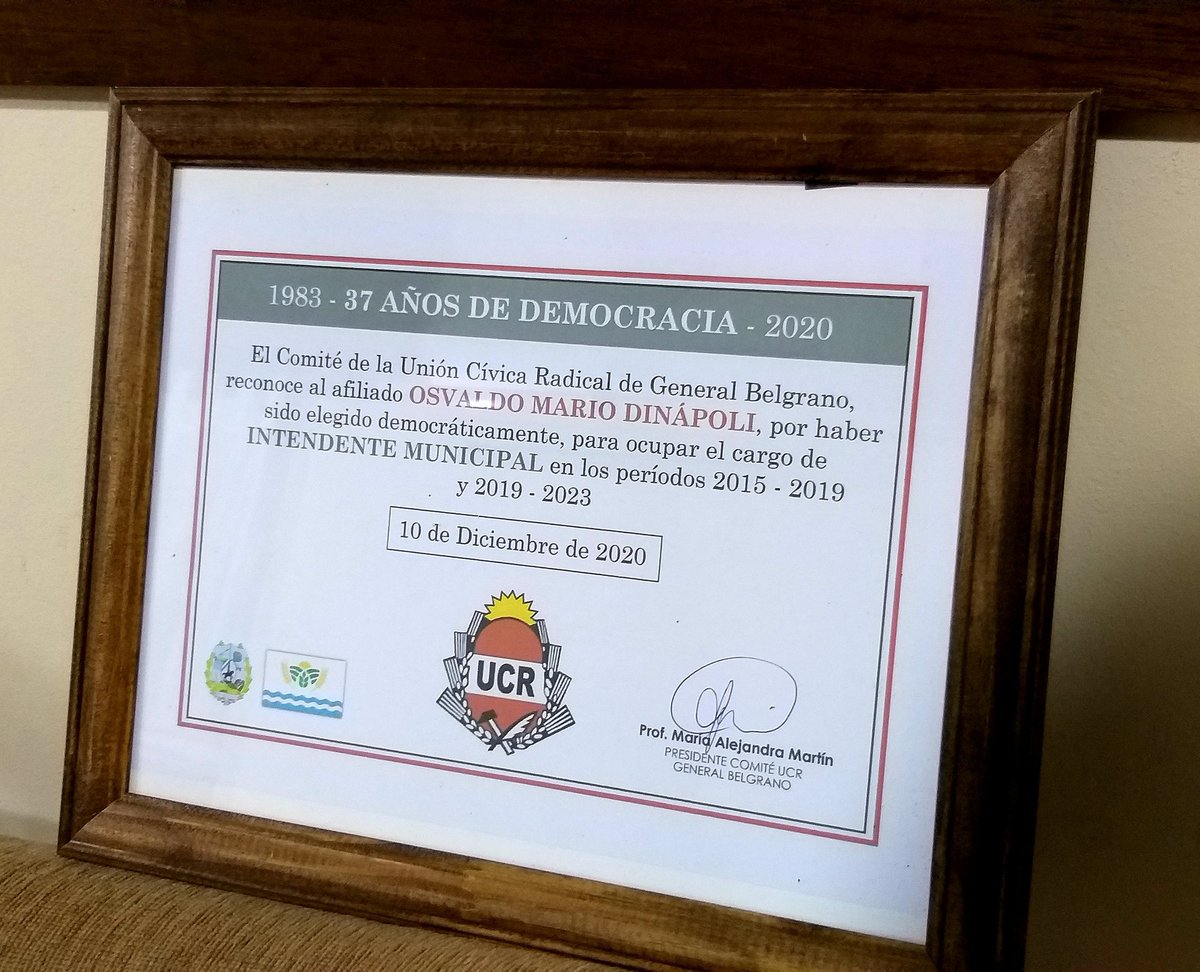 1983 - 37 AÑOS DE DEMOCRACIA - 2020
El Comité de la Unión Cívica Radical de General Belgrano,
reconoce al afiliado OSVALDO MARIO DINÁPOLI, por haber
sido elegido democráticamente, para ocupar el cargo de
INTENDENTE MUNICIPAL en los períodos 2015 - 2019
y 2019 - 2023
10 de Diciembre de 2020
UCR
Prof. María Alejandra Martín
PRESIDENTE COMITÉ UCR
GENERAL BELGRANO